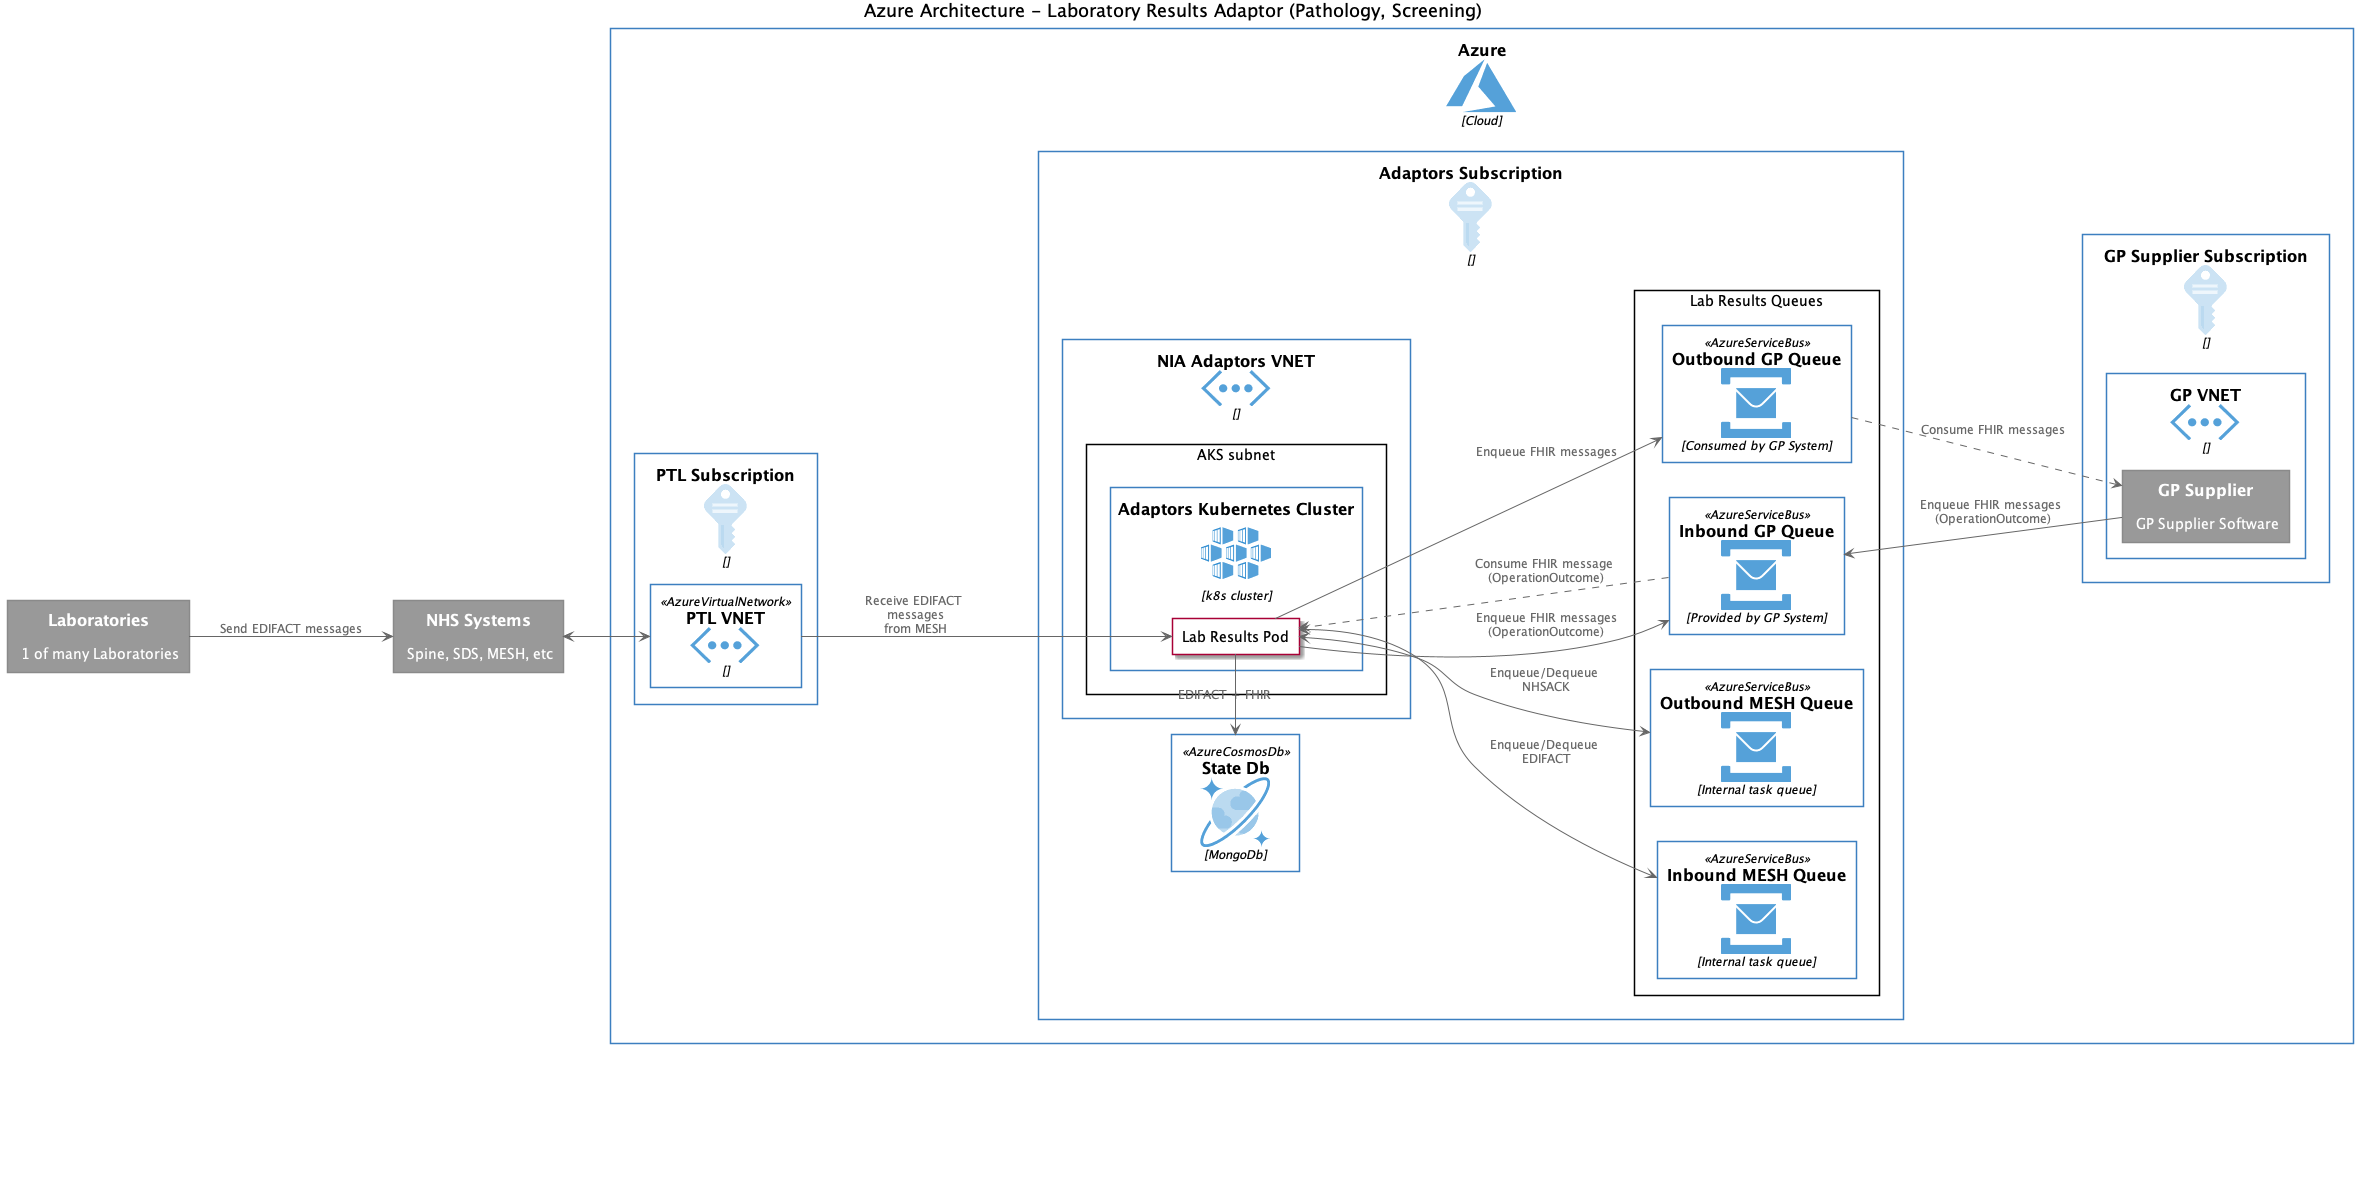 Azure Architecture - Laboratory Results Adaptor (Pathology, Screening)
Azure
[Cloud]
Adaptors Subscription
[]
GP Supplier Subscription
[]
GP VNET
[]
GP Supplier
GP Supplier Software
Lab Results Queues
«AzureServiceBus»
Outbound GP Queue
[Consumed by GP System]
«AzureServiceBus»
Inbound GP Queue
[Provided by GP System]
«AzureServiceBus»
Outbound MESH Queue
[Internal task queue]
«AzureServiceBus»
Inbound MESH Queue
[Internal task queue]
NIA Adaptors VNET
[]
AKS subnet
Adaptors Kubernetes Cluster
[k8s cluster]
Lab Results Pod
EDIFACT - FHIR
«AzureCosmosDb»
State Db
[MongoDb]
PTL Subscription
[]
«AzureVirtualNetwork»
PTL VNET
[]
Laboratories
1 of many Laboratories
Send EDIFACT messages
NHS Systems
Spine, SDS, MESH, etc
Receive EDIFACT
messages
from MESH
Enqueue FHIR messages
Consume FHIR message
(OperationOutcome)
Enqueue FHIR messages
(OperationOutcome)
Enqueue/Dequeue
NHSACK
Enqueue/Dequeue
EDIFACT
Consume FHIR messages
Enqueue FHIR messages
(OperationOutcome)